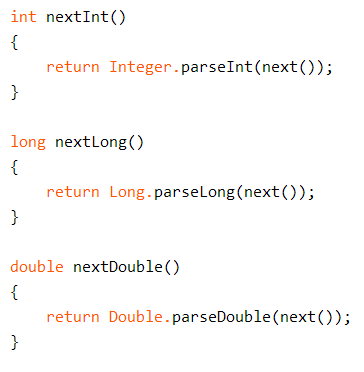 int nextInt()
{
    return Integer.parseInt(next());
}

long nextLong()
{
    return Long.parseLong(next());
}

double nextDouble()
{
    return Double.parseDouble(next());
}